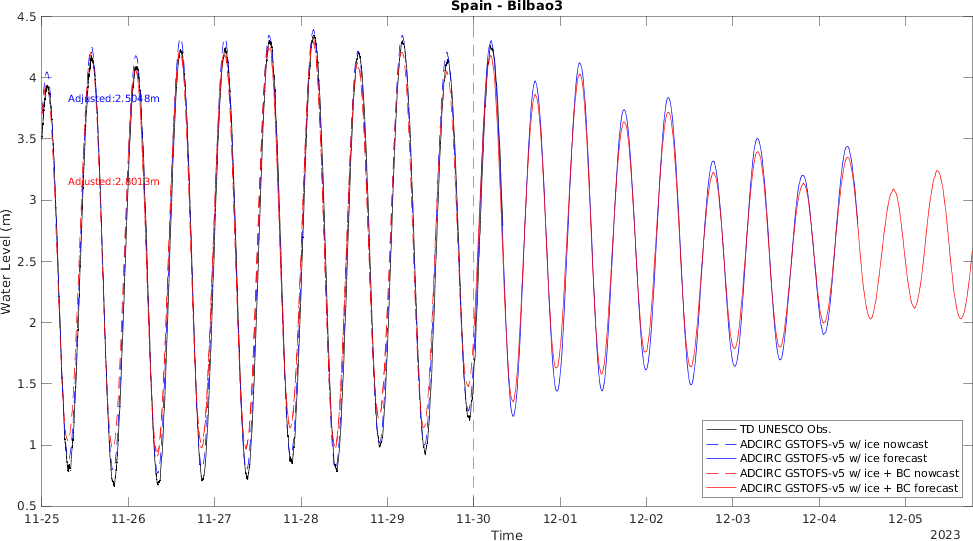 Spain - Bilbao3
4.5
4
3.5
3
2.5
2
1.5
1
0.5
Water Level (m)
Adjusted:2.5048m
Adjusted:2.8013m
TD UNESCO Obs.
ADCIRC GSTOFS-v5 w/ ice nowcast
ADCIRC GSTOFS-v5 w/ ice forecast
ADCIRC GSTOFS-v5 w/ ice + BC nowcast
ADCIRC GSTOFS-v5 w/ ice + BC forecast
11-25 11-26 11-27 11-28 11-29 11-30 12-01 12-02 12-03 12-04 12-05
Time
2023